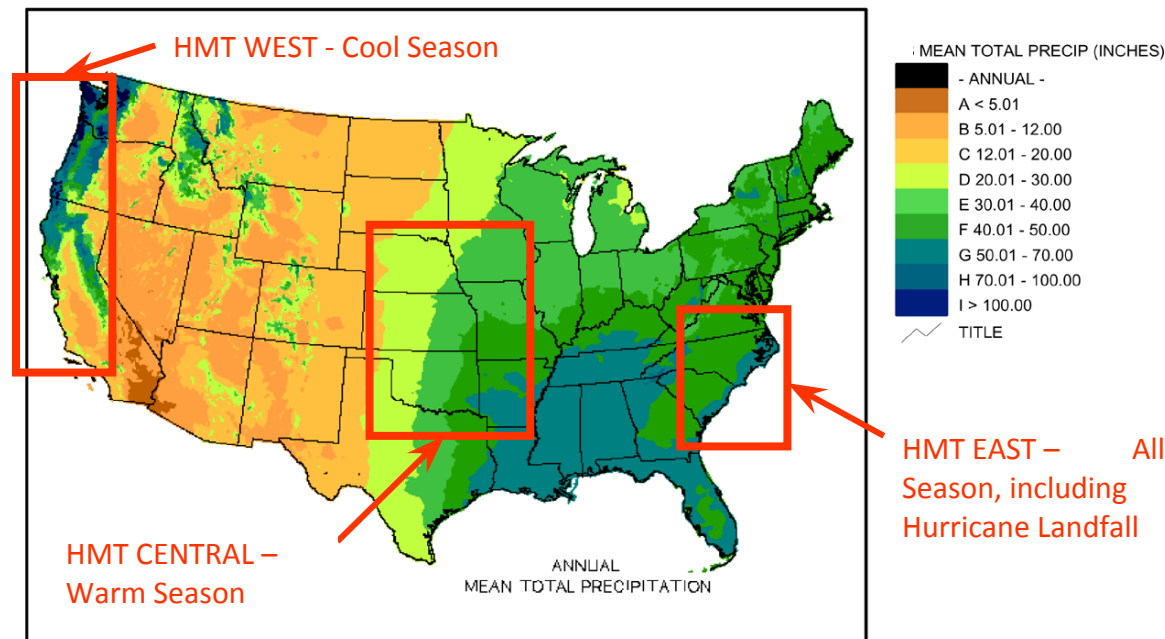 HMT WEST - Cool Season
MEAN TOTAL PRECIP (INCHES)
- ANNUAL -
A < 5.01
B 5.01 - 12.00
C 12.01 - 20.00
D 20.01 - 30.00
E 30.01 - 40.00
F 40.01 - 50.00
G 50.01 - 70.00
H 70.01 - 100.00
I > 100.00
TITLE
HMT EAST – All
Season, including
Hurricane Landfall
HMT CENTRAL –
Warm Season
ANNUAL
MEAN TOTAL PRECIPITATION